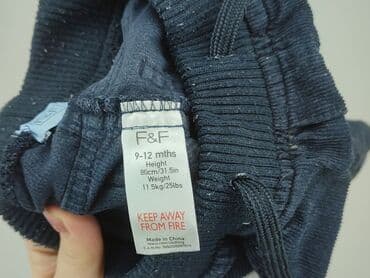 F&F
9-12 mths
Height
80cm/31.5in
Weight
11.5kg/25lbs
KEEP AWAY
FROM FIRE
Made in China